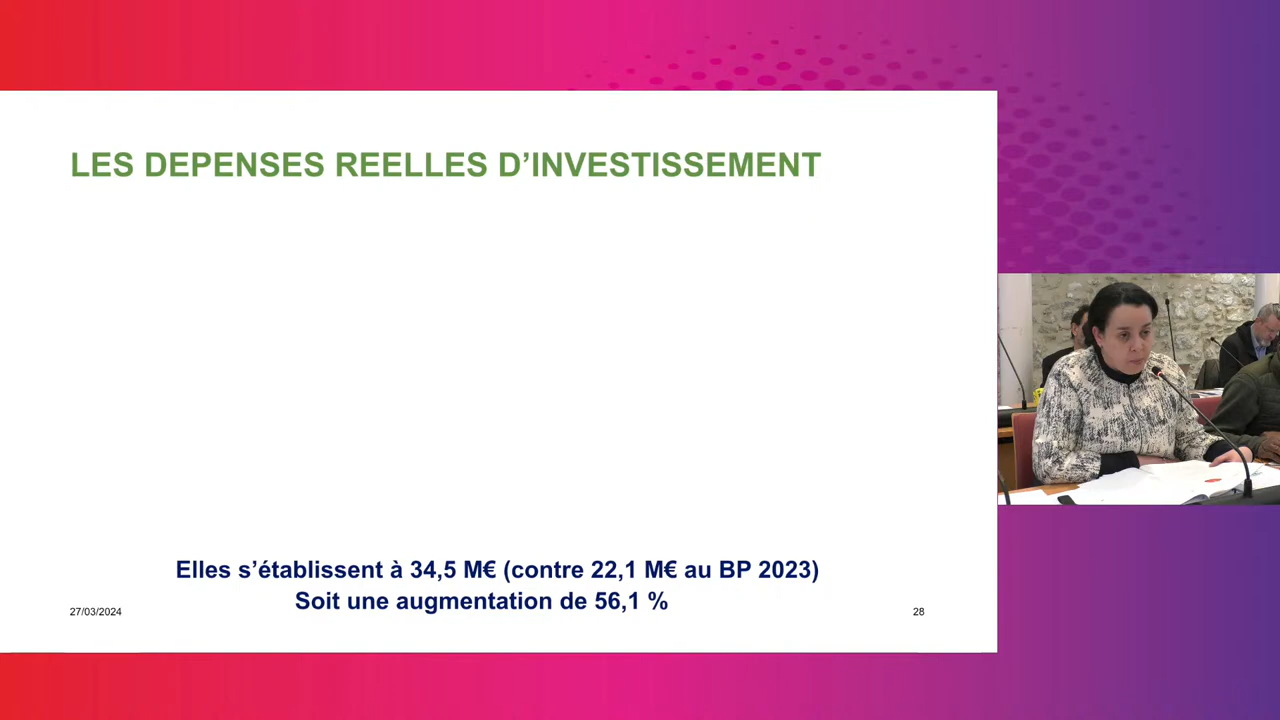 LES DEPENSES REELLES D’INVESTISSEMENT
Elles s’établissent à 34,5 M€ (contre 22,1 M€ au BP 2023)
Soit une augmentation de 56,1 %
27/03/2024
28